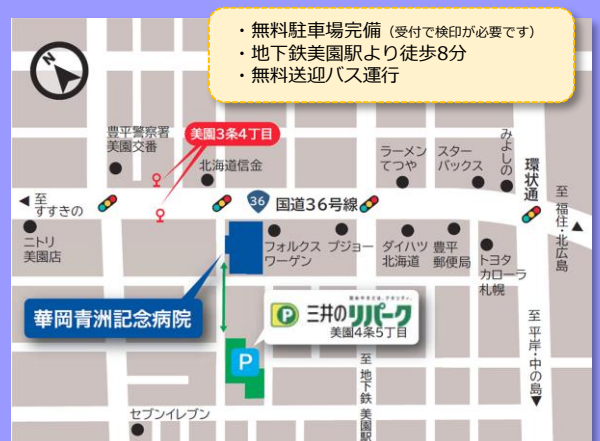 ・無料駐車場完備（受付で検印が必要です）
・地下鉄美園駅より徒歩8分
・無料送迎バス運行
N
豊平警察署
美園交番
美園3条4丁目
北海道信金
ラーメン
てつや
スター
バックス
みよしの
環状通
至 福住・北広島
至
すすきの
36
国道36号線
ニトリ
美園店
フォルクス
ワーゲン
プジョー
ダイハツ
北海道
豊平
郵便局
トヨタ
カローラ
札幌
華岡青洲記念病院
P
三井のリパーク
美園4条5丁目
P
至 地下鉄 美園駅
至 平岸・中の島
セブンイレブン